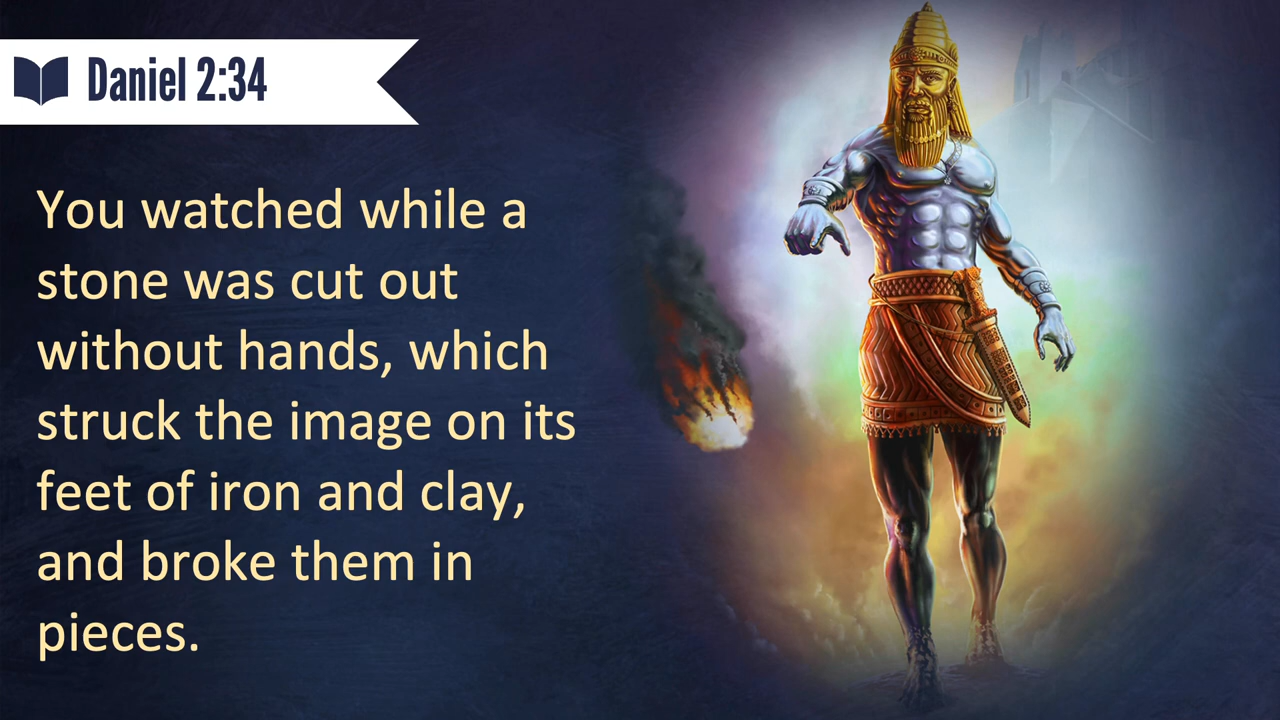 Daniel 2:34
You watched while a
stone was cut out
without hands, which
struck the image on its
feet of iron and clay,
and broke them in
pieces.